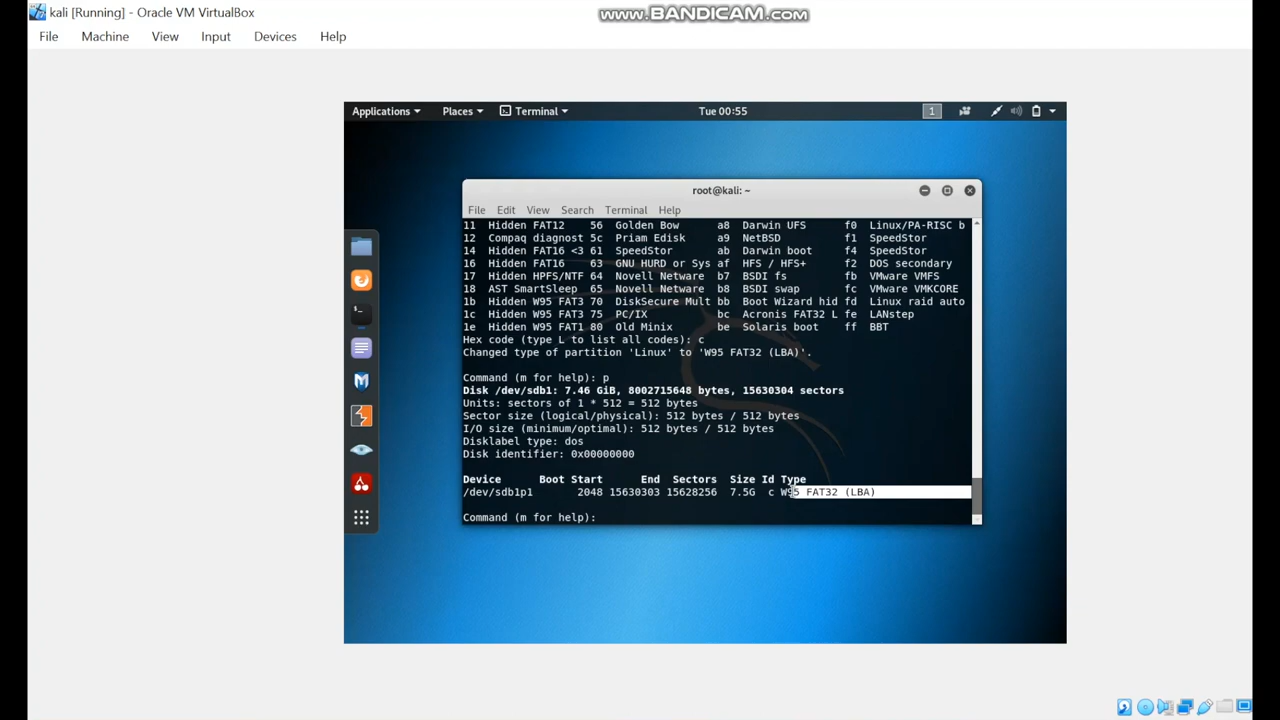 kali [Running] - Oracle VM VirtualBox
www.BANDICAM.com
File Machine View Input Devices Help
Applications Places Terminal Tue 00:55 1
root@kali: ~
File Edit View Search Terminal Help
11 Hidden FAT12 56 Golden Bow a8 Darwin UFS f0 Linux/PA-RISC b
12 Compaq diagnost 5c Priam Edisk a9 NetBSD f1 SpeedStor
14 Hidden FAT16 <3 61 SpeedStor ab Darwin boot f4 SpeedStor
16 Hidden FAT16 63 GNU HURD or Sys af HFS / HFS+ f2 DOS secondary
17 Hidden HPFS/NTF 64 Novell Netware b7 BSDI fs fb VMware VMFS
18 AST SmartSleep 65 Novell Netware b8 BSDI swap fc VMware VMKCORE
1b Hidden W95 FAT3 70 DiskSecure Mult bb Boot Wizard hid fd Linux raid auto
1c Hidden W95 FAT3 75 PC/IX bc Acronis FAT32 L fe LANstep
1e Hidden W95 FAT1 80 Old Minix be Solaris boot ff BBT
Hex code (type L to list all codes): c
Changed type of partition 'Linux' to 'W95 FAT32 (LBA)'.
Command (m for help): p
Disk /dev/sdb1: 7.46 GiB, 8002715648 bytes, 15630304 sectors
Units: sectors of 1 * 512 = 512 bytes
Sector size (logical/physical): 512 bytes / 512 bytes
I/O size (minimum/optimal): 512 bytes / 512 bytes
Disklabel type: dos
Disk identifier: 0x00000000
Device Boot Start End Sectors Size Id Type
/dev/sdb1p1 2048 15630303 15628256 7.5G c W95 FAT32 (LBA)
Command (m for help):